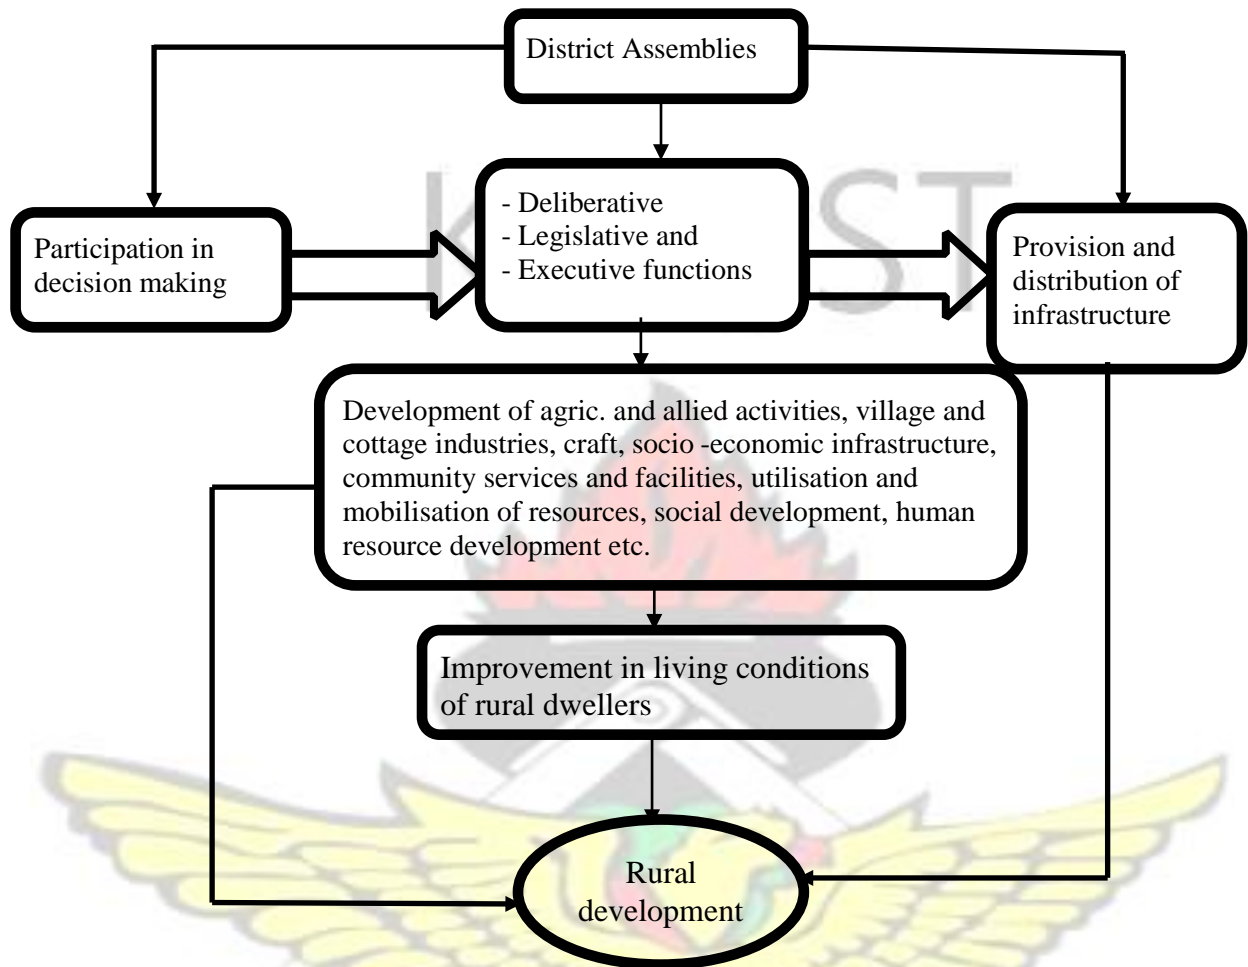 District Assemblies
- Deliberative
- Legislative and
- Executive functions
Participation in
decision making
Provision and
distribution of
infrastructure
Development of agric. and allied activities, village and
cottage industries, craft, socio -economic infrastructure,
community services and facilities, utilisation and
mobilisation of resources, social development, human
resource development etc.
Improvement in living conditions
of rural dwellers
Rural
development